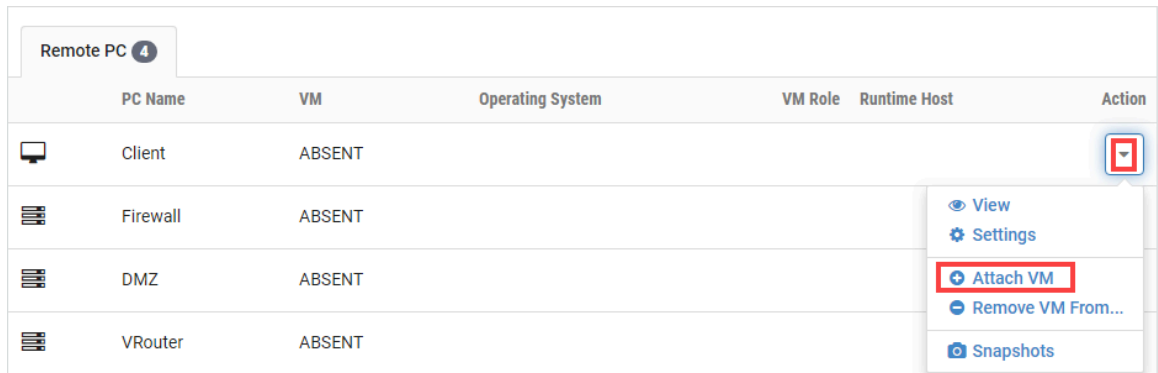 Remote PC 4
PC Name VM Operating System VM Role Runtime Host Action
Client ABSENT
Firewall ABSENT
DMZ ABSENT
VRouter ABSENT
View
Settings
Attach VM
Remove VM From...
Snapshots